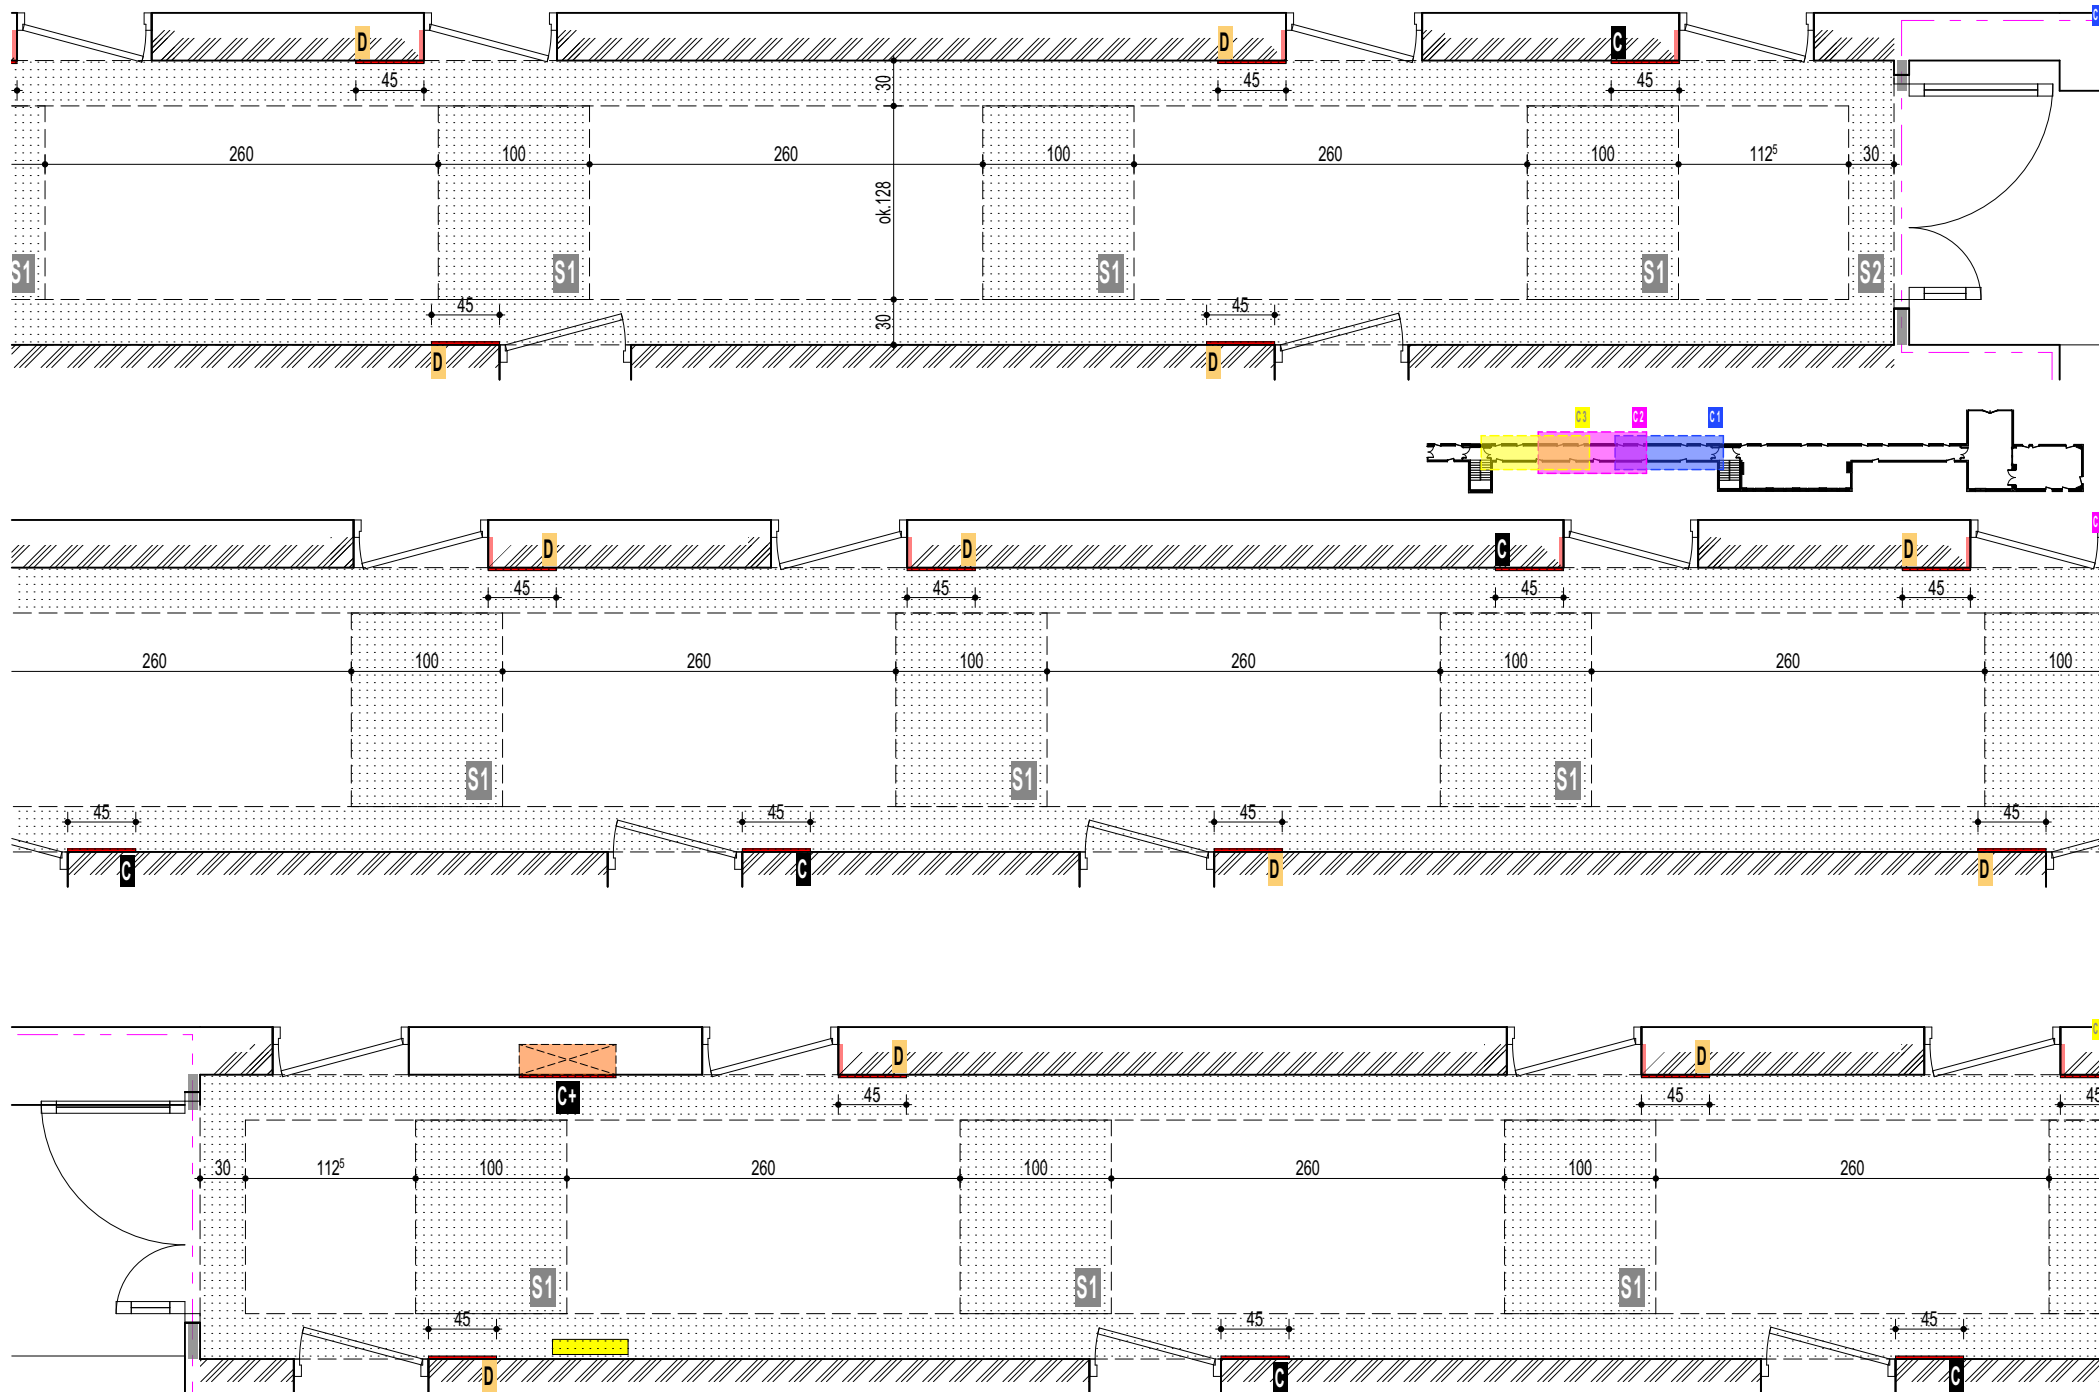 D D C C
45 45 45
30
260 100 260 100 260 100 112⁵ 30
ok.128
S1 S1 S1 S1 S2
45 45
30
D D
C3 C2 C1
D D C D C
45 45 45 45
260 100 260 100 260 100 260 100
S1 S1 S1
45 45 45 45
C C D D
D D C
C+
45 45 45
30 112⁵ 100 260 100 260 100 260
S1 S1 S1
45 45 45
D C C